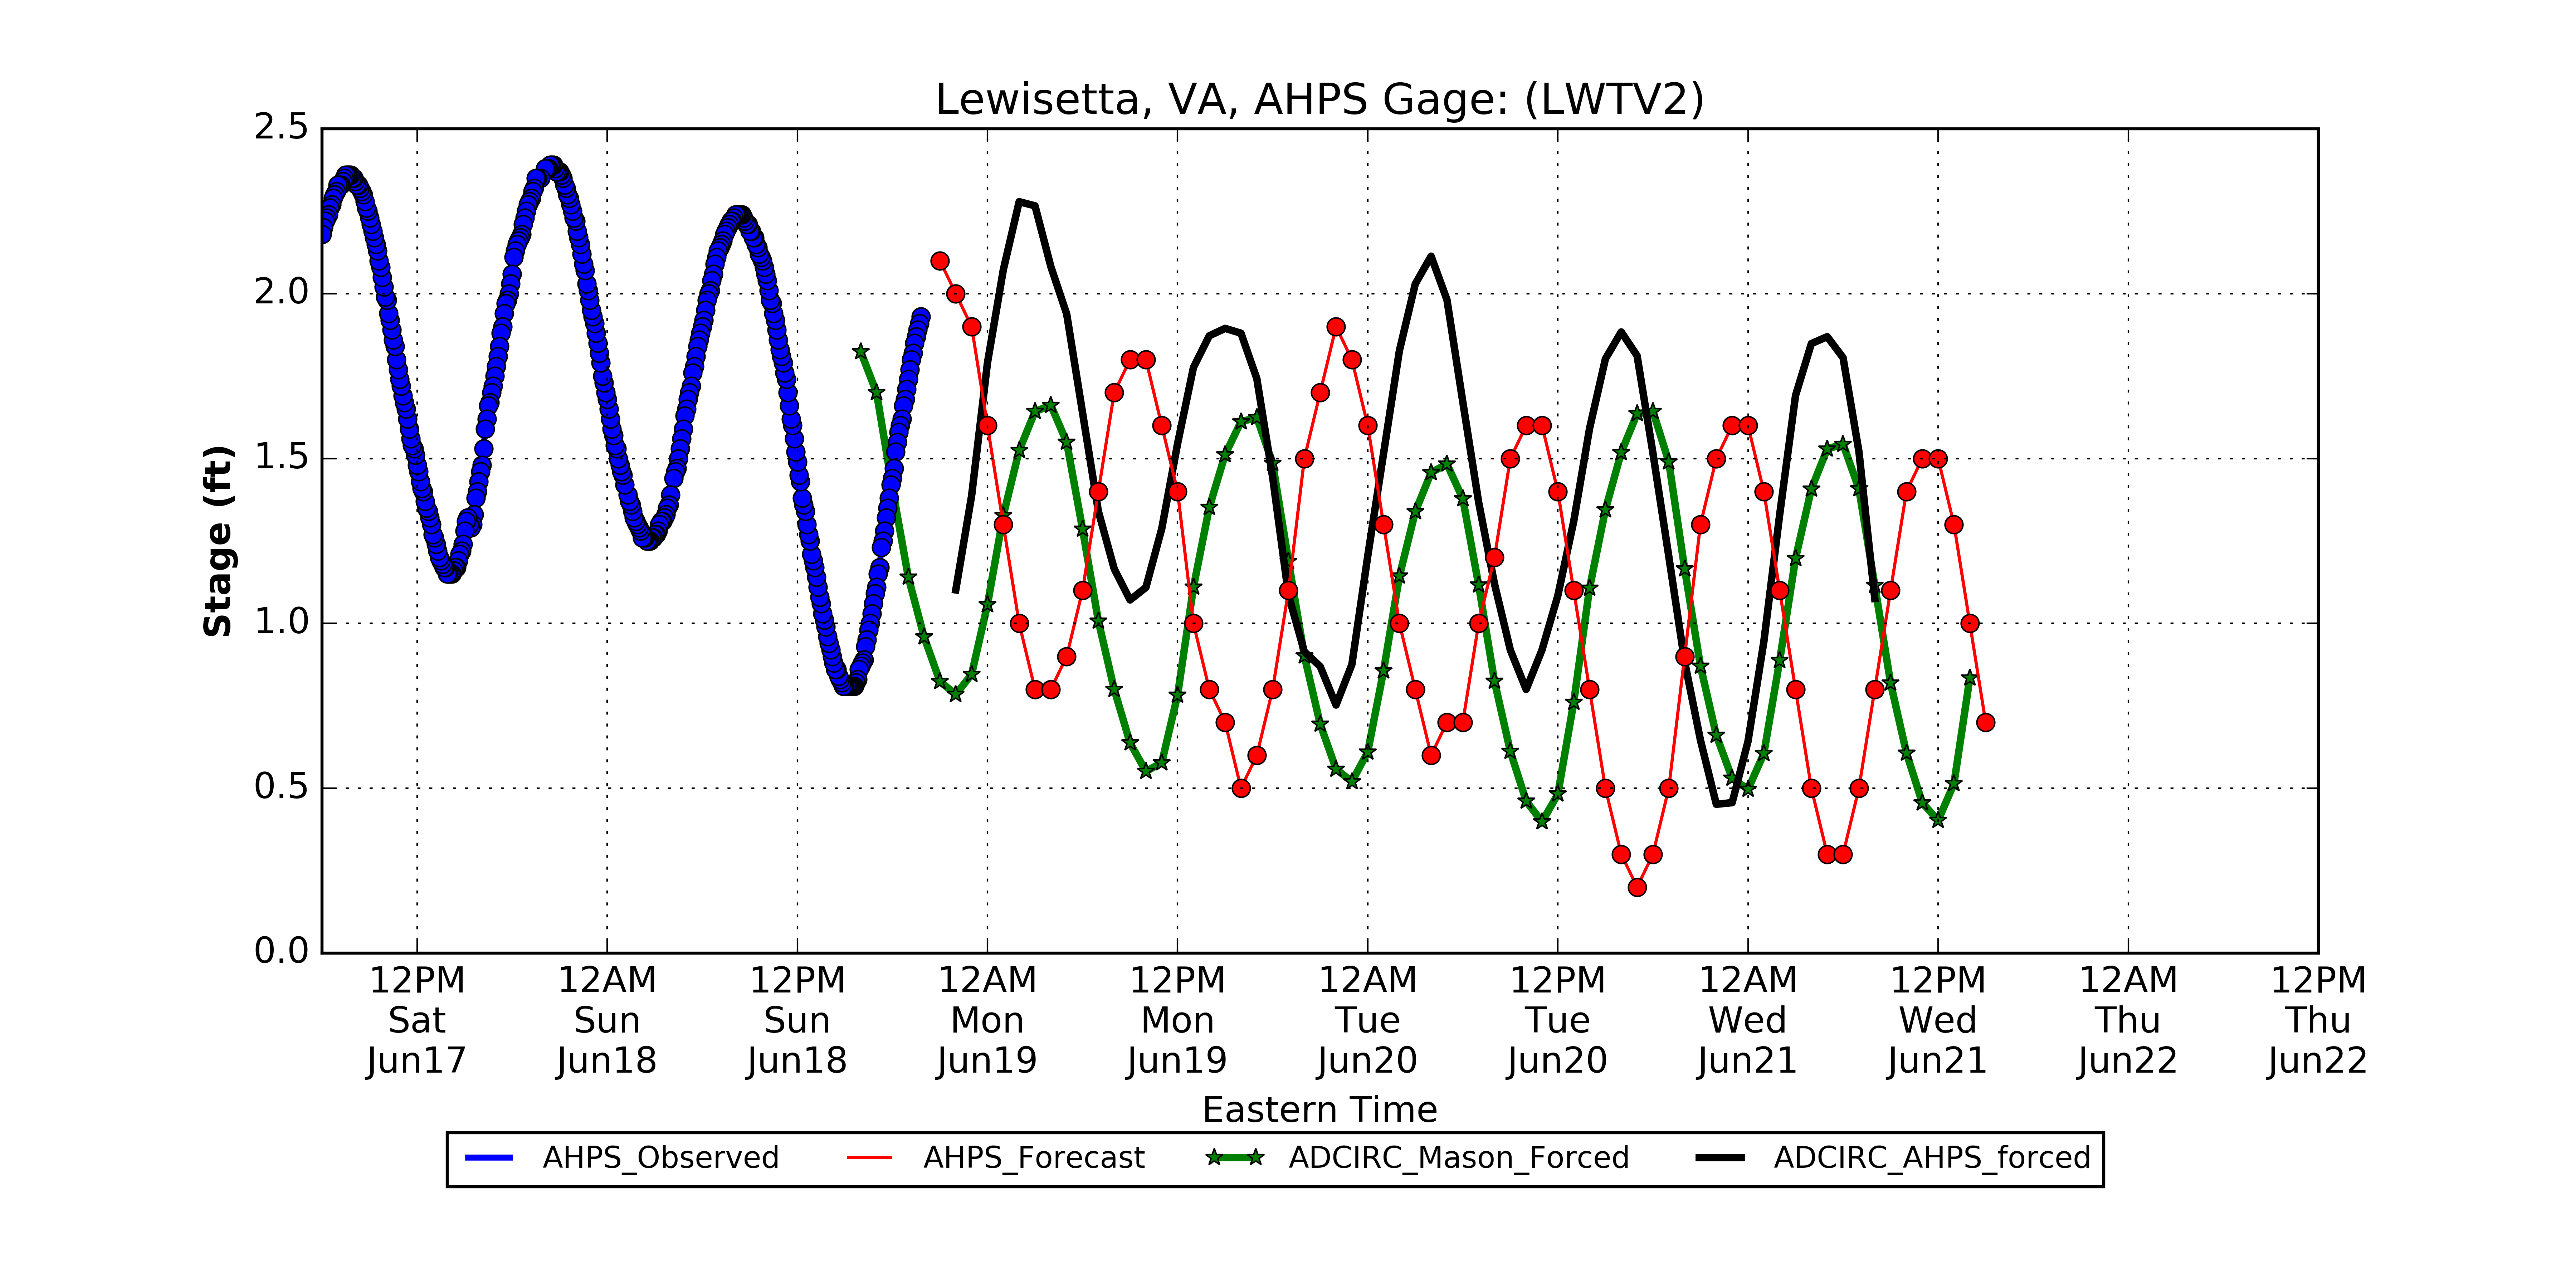 Lewisetta, VA, AHPS Gage: (LWTV2)
2.5
2.0
1.5
1.0
0.5
0.0
Stage (ft)
12PM 12AM 12PM 12AM 12PM 12AM 12PM 12AM 12PM 12AM 12PM
Sat Sun Sun Mon Mon Tue Tue Wed Wed Thu Thu
Jun17 Jun18 Jun18 Jun19 Jun19 Jun20 Jun20 Jun21 Jun21 Jun22 Jun22
Eastern Time
AHPS_Observed AHPS_Forecast ADCIRC_Mason_Forced ADCIRC_AHPS_forced